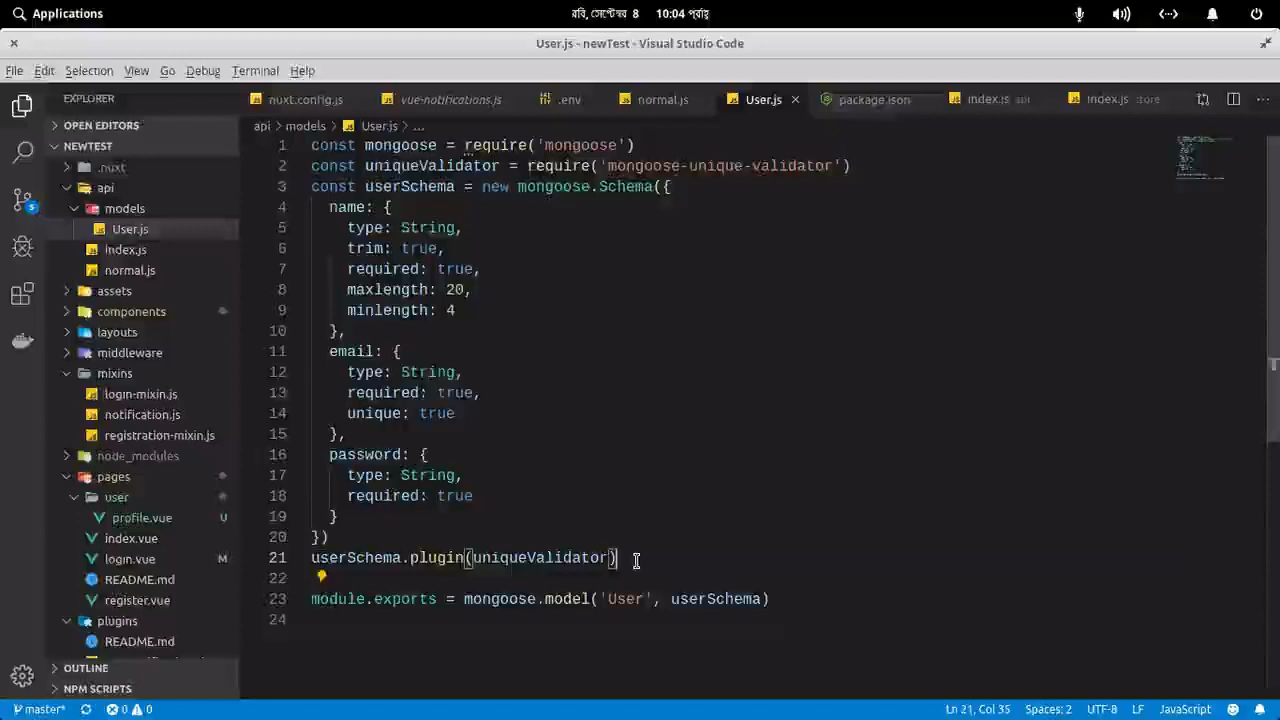 Applications
রবি, সেপ্টেম্বর 8 10:04 পূর্বাহ্ণ
User.js - newTest - Visual Studio Code
File Edit Selection View Go Debug Terminal Help
EXPLORER
nuxt.config.js vue-notifications.js .env normal.js User.js package.json index.js api index.js store
OPEN EDITORS
NEWTEST
.nuxt
api
models
User.js
index.js
normal.js
assets
components
layouts
middleware
mixins
login-mixin.js
notification.js
registration-mixin.js
node_modules
pages
user
profile.vue U
index.vue
login.vue M
README.md
register.vue
plugins
README.md
OUTLINE
NPM SCRIPTS
5
api > models > User.js > ...
1 const mongoose = require('mongoose')
2 const uniqueValidator = require('mongoose-unique-validator')
3 const userSchema = new mongoose.Schema({
4 name: {
5 type: String,
6 trim: true,
7 required: true,
8 maxlength: 20,
9 minlength: 4
10 },
11 email: {
12 type: String,
13 required: true,
14 unique: true
15 },
16 password: {
17 type: String,
18 required: true
19 }
20 })
21 userSchema.plugin(uniqueValidator)
22
23 module.exports = mongoose.model('User', userSchema)
24
master* 0 0 Ln 21, Col 35 Spaces: 2 UTF-8 LF JavaScript